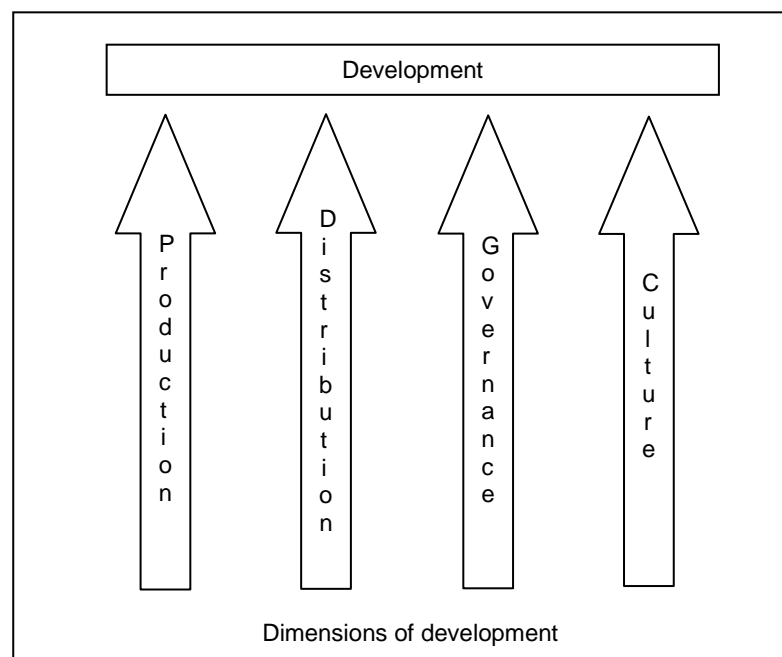 Development
Production
Distribution
Governance
Culture
Dimensions of development